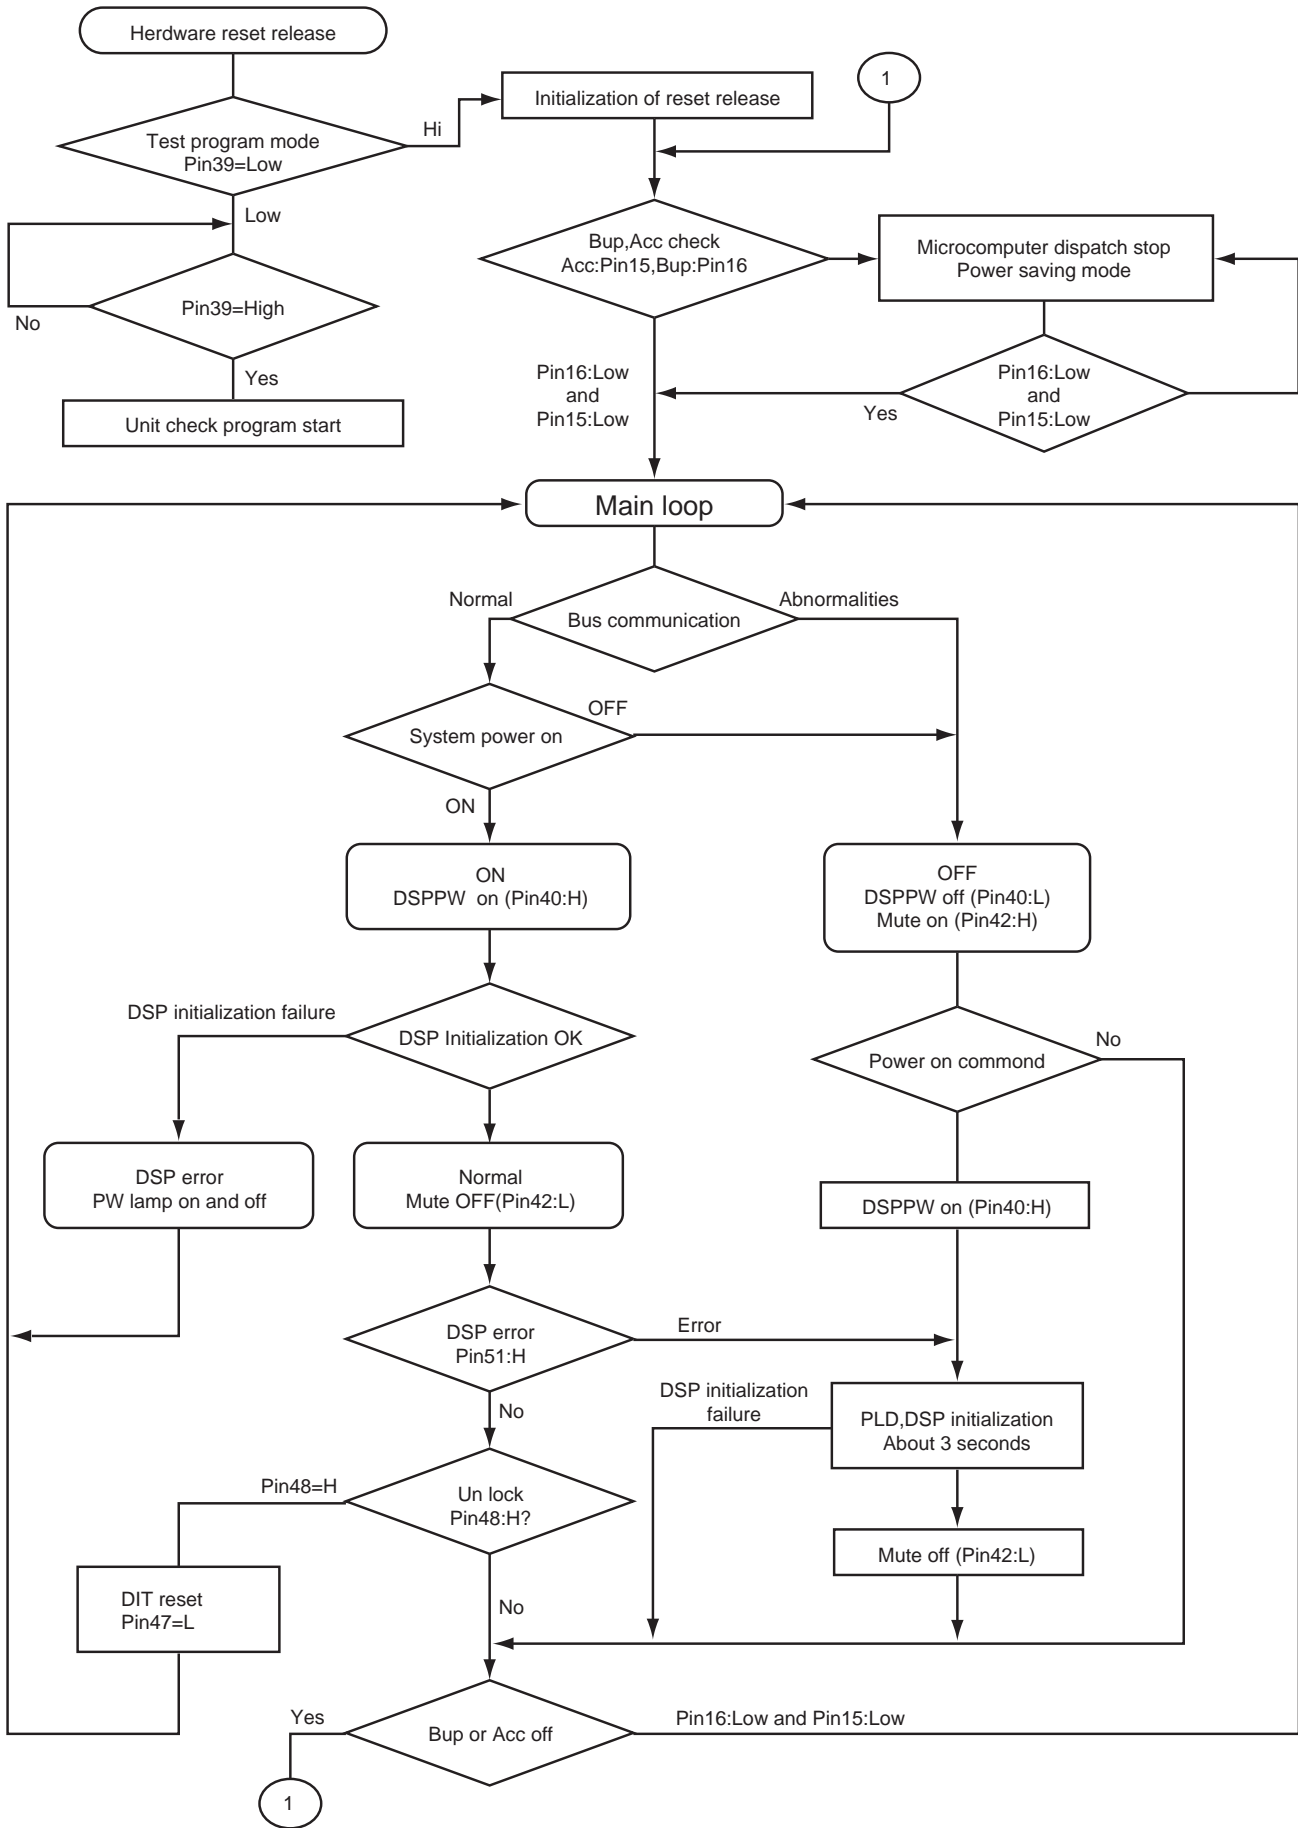 Herdware reset release
1
Initialization of reset release
Hi
Test program mode
Pin39=Low
Low
Bup,Acc check
Acc:Pin15,Bup:Pin16
Microcomputer dispatch stop
Power saving mode
Pin39=High
No
Yes
Unit check program start
Pin16:Low
and
Pin15:Low
Yes
Pin16:Low
and
Pin15:Low
Main loop
Normal
Abnormalities
Bus communication
OFF
System power on
ON
ON
DSPPW  on (Pin40:H)
OFF
DSPPW off (Pin40:L)
Mute on (Pin42:H)
DSP initialization failure
DSP Initialization OK
No
Power on commond
DSP error
PW lamp on and off
Normal
Mute OFF(Pin42:L)
DSPPW on (Pin40:H)
DSP error
Pin51:H
Error
DSP initialization
failure
PLD,DSP initialization
About 3 seconds
No
Pin48=H
Un lock
Pin48:H?
Mute off (Pin42:L)
DIT reset
Pin47=L
No
Yes
Bup or Acc off
Pin16:Low and Pin15:Low
1